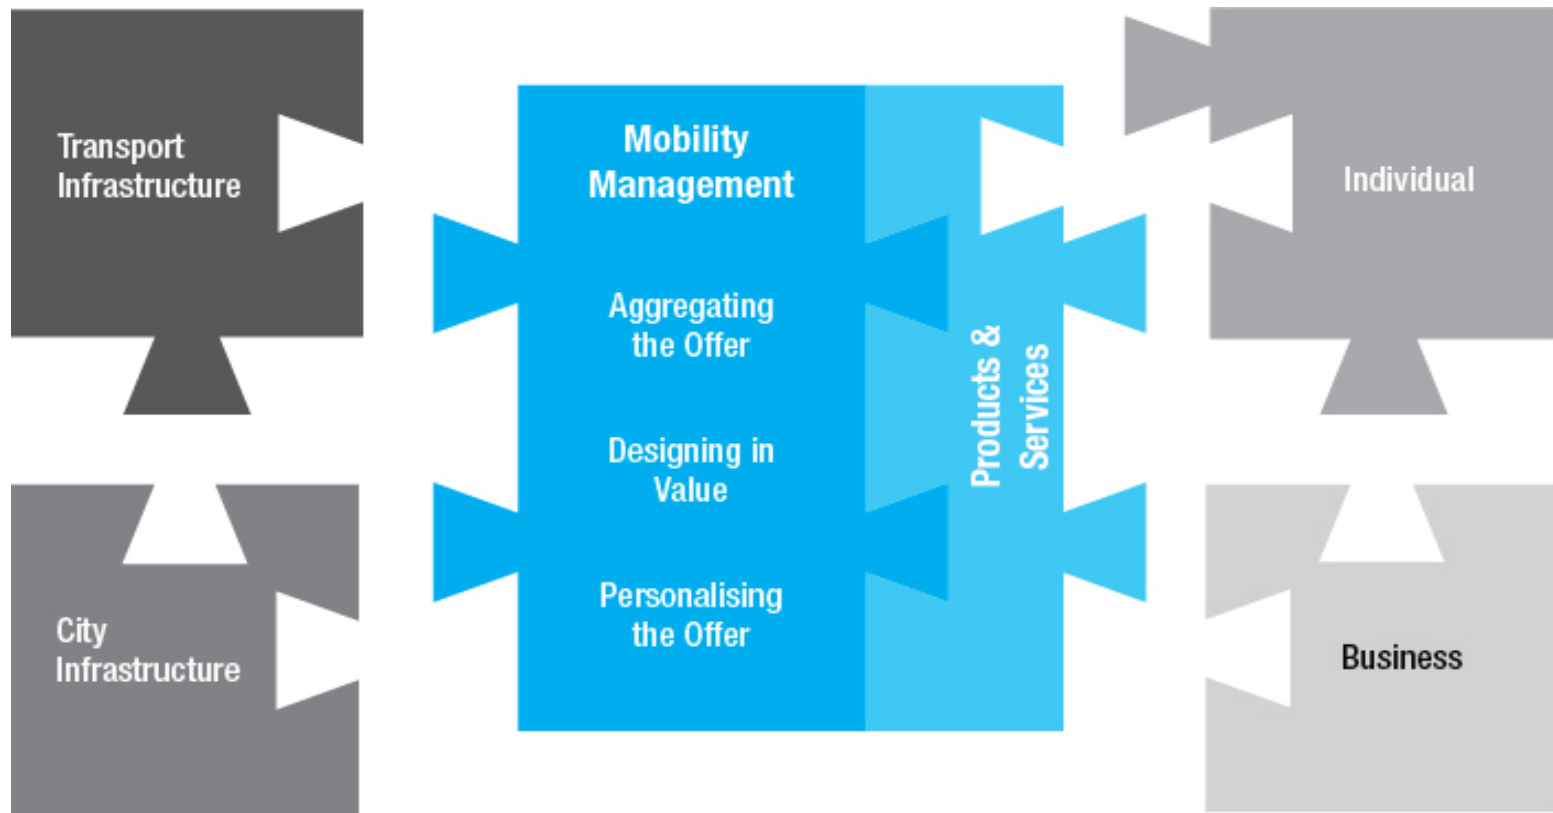 Transport
Infrastructure
City
Infrastructure
Mobility
Management
Aggregating
the Offer
Designing in
Value
Personalising
the Offer
Products &
Services
Individual
Business